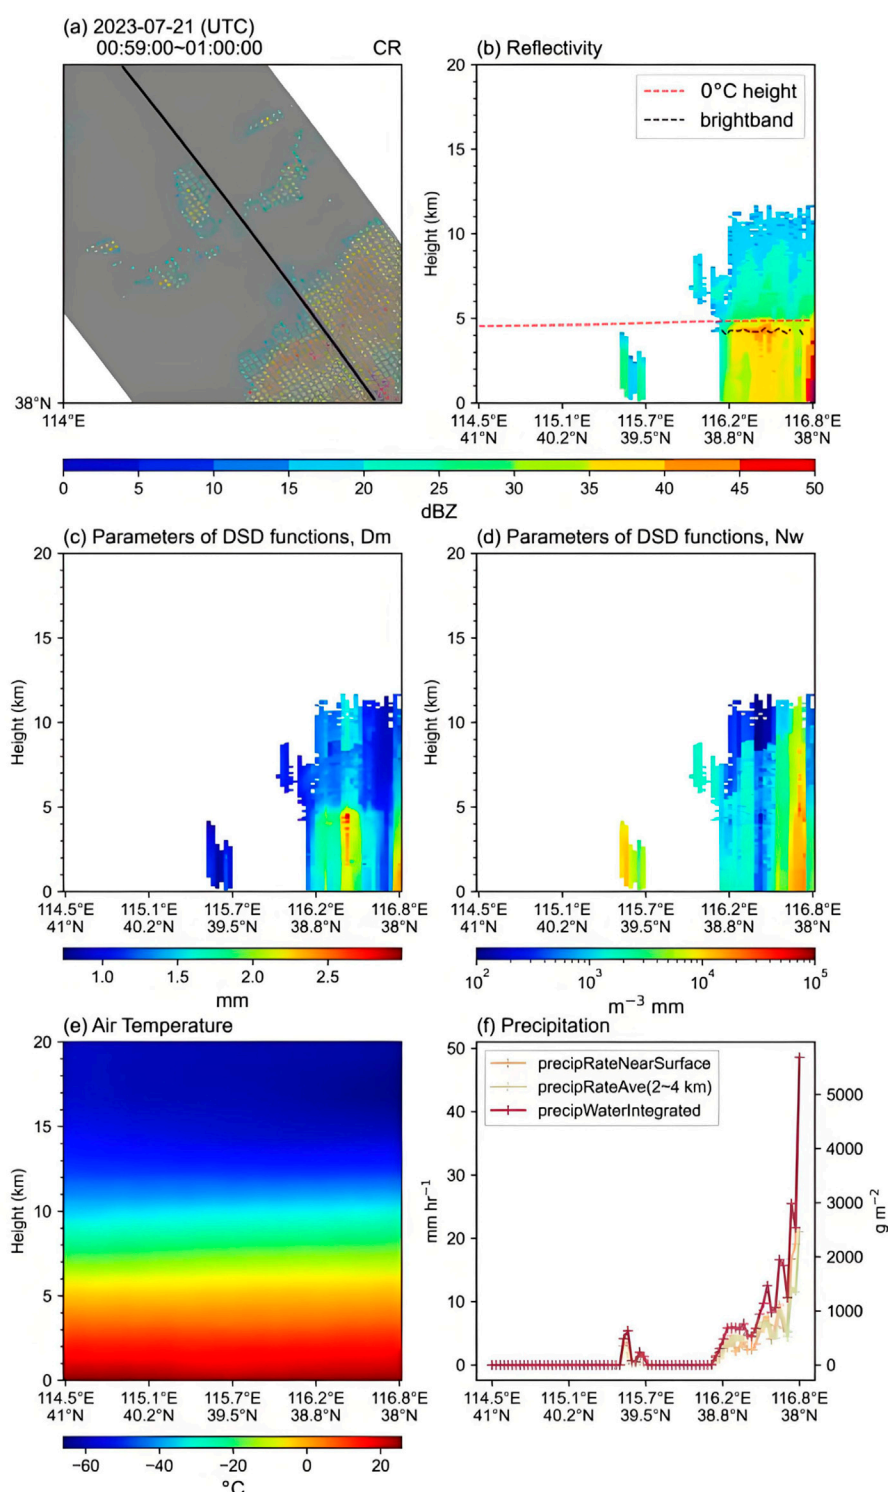 (a) 2023-07-21 (UTC)
00:59:00~01:00:00 CR
38°N
114°E
(b) Reflectivity
0°C height
brightband
Height (km)
20
15
10
5
0
114.5°E 115.1°E 115.7°E 116.2°E 116.8°E
41°N 40.2°N 39.5°N 38.8°N 38°N
0 5 10 15 20 25 30 35 40 45 50
dBZ
(c) Parameters of DSD functions, Dm
Height (km)
20
15
10
5
0
114.5°E 115.1°E 115.7°E 116.2°E 116.8°E
41°N 40.2°N 39.5°N 38.8°N 38°N
1.0 1.5 2.0 2.5
mm
(d) Parameters of DSD functions, Nw
Height (km)
20
15
10
5
0
114.5°E 115.1°E 115.7°E 116.2°E 116.8°E
41°N 40.2°N 39.5°N 38.8°N 38°N
10² 10³ 10⁴ 10⁵
m⁻³ mm
(e) Air Temperature
Height (km)
20
15
10
5
0
114.5°E 115.1°E 115.7°E 116.2°E 116.8°E
41°N 40.2°N 39.5°N 38.8°N 38°N
−60 −40 −20 0 20
°C
(f) Precipitation
precipRateNearSurface
precipRateAve(2~4 km)
precipWaterIntegrated
mm hr⁻¹
50
40
30
20
10
0
5000
4000
3000
2000
1000
0
g m⁻²
114.5°E 115.1°E 115.7°E 116.2°E 116.8°E
41°N 40.2°N 39.5°N 38.8°N 38°N